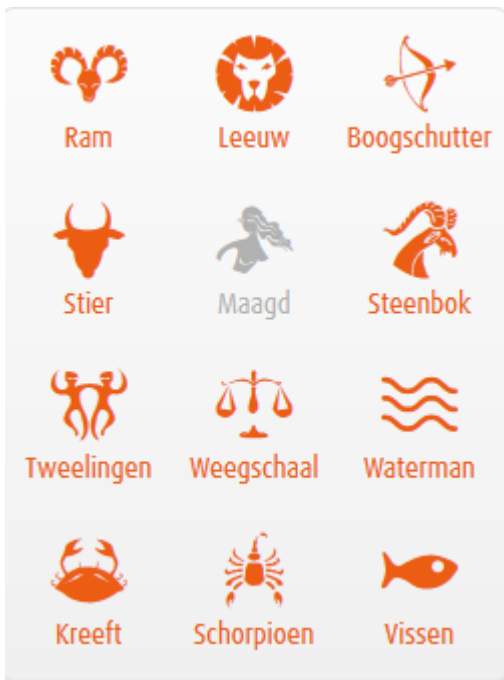 Ram Leeuw Boogschutter
Stier Maagd Steenbok
Tweelingen Weegschaal Waterman
Kreeft Schorpioen Vissen